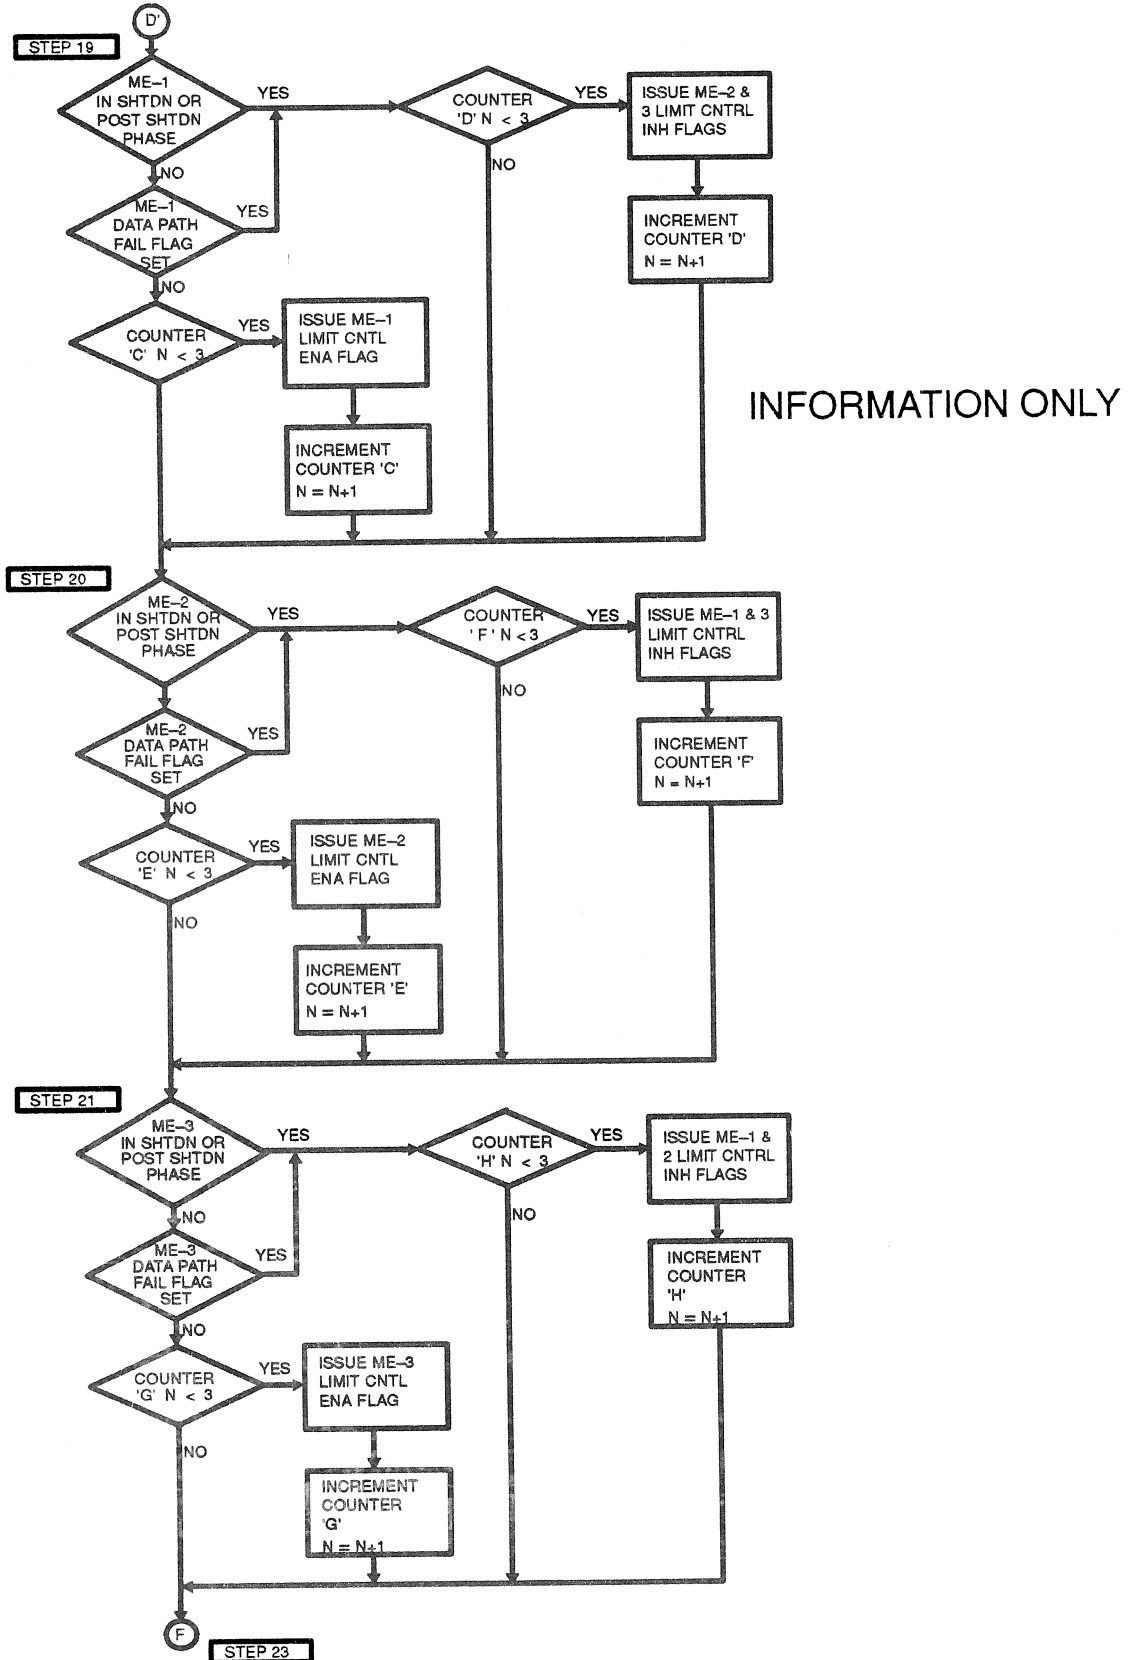 D'
STEP 19
ME–1
IN SHTDN OR
POST SHTDN
PHASE
YES
COUNTER
'D' N < 3
YES
ISSUE ME–2 &
3 LIMIT CNTRL
INH FLAGS
NO
NO
ME–1
DATA PATH
FAIL FLAG
SET
YES
INCREMENT
COUNTER 'D'
N = N+1
NO
COUNTER
'C' N < 3
YES
ISSUE ME–1
LIMIT CNTL
ENA FLAG
INFORMATION ONLY
INCREMENT
COUNTER 'C'
N = N+1
STEP 20
ME–2
IN SHTDN OR
POST SHTDN
PHASE
YES
COUNTER
'F' N < 3
YES
ISSUE ME–1 & 3
LIMIT CNTRL
INH FLAGS
NO
ME–2
DATA PATH
FAIL FLAG
SET
YES
INCREMENT
COUNTER 'F'
N = N+1
NO
COUNTER
'E' N < 3
YES
ISSUE ME–2
LIMIT CNTL
ENA FLAG
NO
INCREMENT
COUNTER 'E'
N = N+1
STEP 21
ME–3
IN SHTDN OR
POST SHTDN
PHASE
YES
COUNTER
'H' N < 3
YES
ISSUE ME–1 &
2 LIMIT CNTRL
INH FLAGS
NO
NO
ME–3
DATA PATH
FAIL FLAG
SET
YES
INCREMENT
COUNTER
'H'
N = N+1
NO
COUNTER
'G' N < 3
YES
ISSUE ME–3
LIMIT CNTL
ENA FLAG
NO
INCREMENT
COUNTER
'G'
N = N+1
F
STEP 23